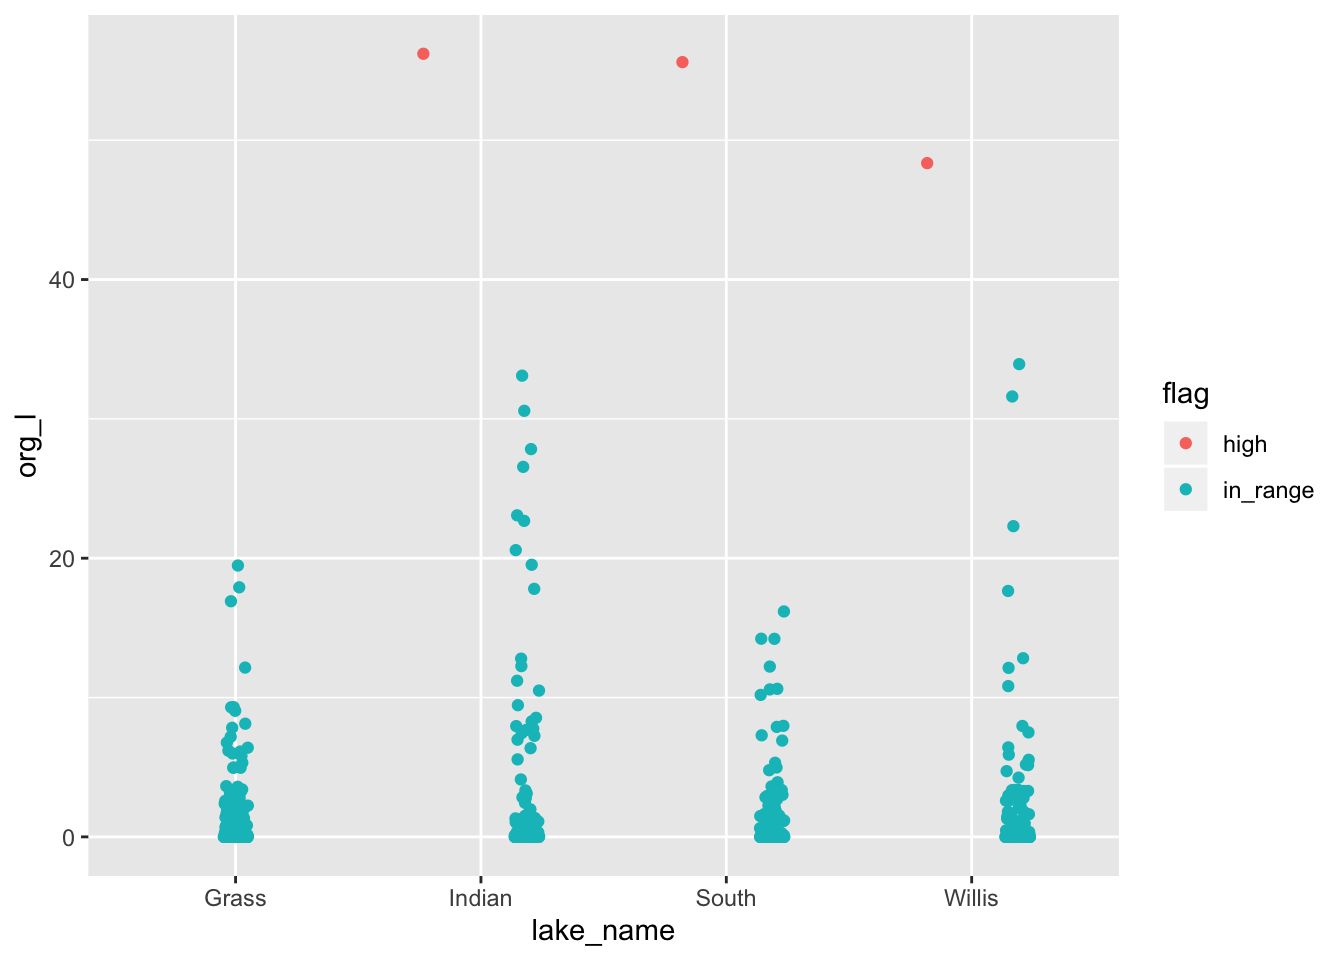 40
20
0
org_l
Grass Indian South Willis
lake_name
flag
high
in_range